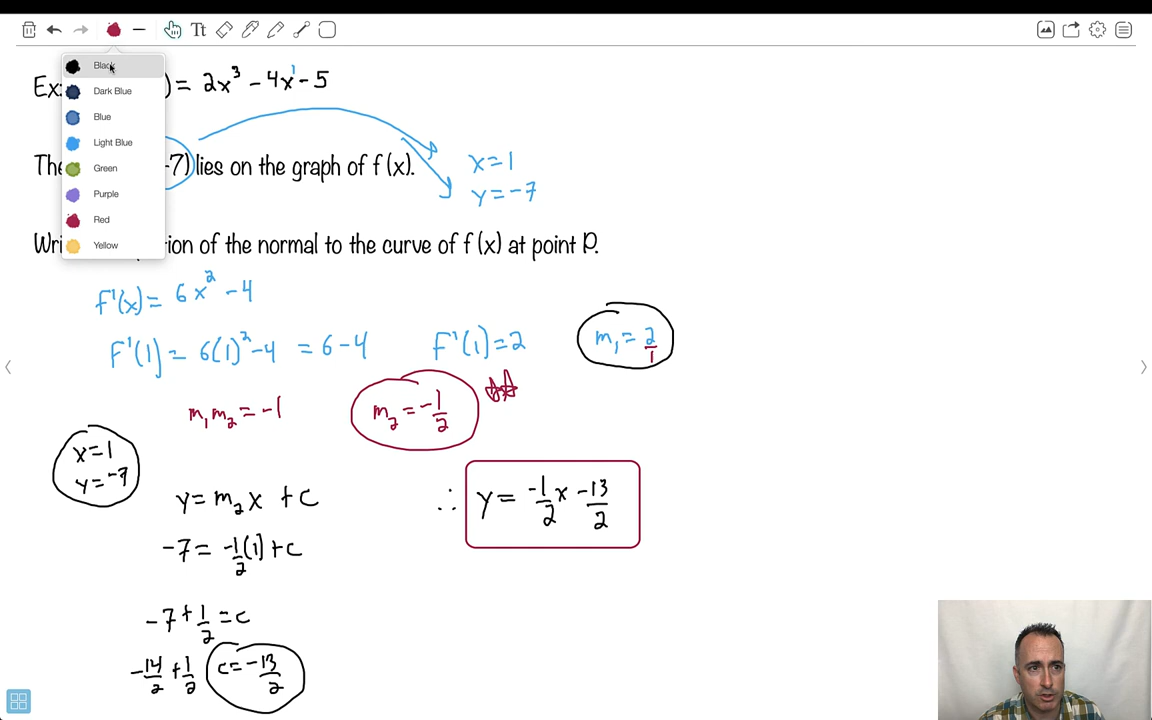 Tt
Black
Dark Blue
Blue
Light Blue
Green
Purple
Red
Yellow
Ex: ) = 2x³ - 4x¹ - 5
The -7) lies on the graph of f (x).
x = 1
y = -7
Wri ion of the normal to the curve of f (x) at point P.
f'(x) = 6x² - 4
F'(1) = 6(1)² - 4 = 6 - 4 F'(1) = 2 m₁ = 2/1
m₁m₂ = -1 m₂ = -1/2
x = 1
y = -7
y = m₂x + c ∴ y = -1/2 x -13/2
-7 = -1/2(1) + c
-7 + 1/2 = c
-14/2 + 1/2 c = -13/2